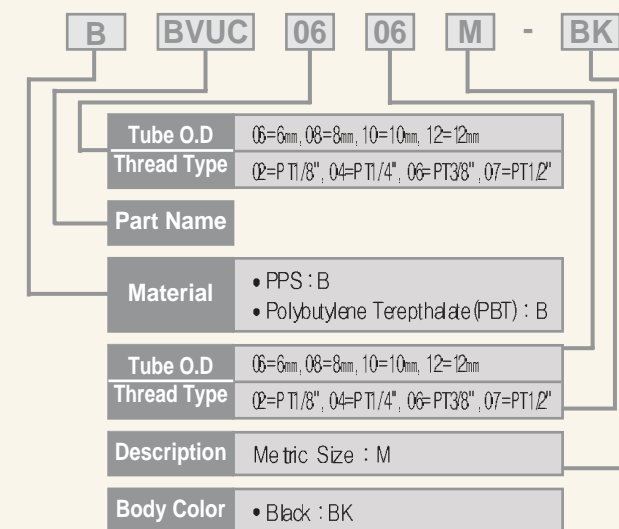 B BVUC 06 06 M - BK
Tube O.D 06=6mm, 08=8mm, 10=10mm, 12=12mm
Thread Type 02=PT1/8", 04=PT1/4", 06=PT3/8", 07=PT1/2"
Part Name
Material • PPS : B
• Polybutylene Terepthalate(PBT) : B
Tube O.D 06=6mm, 08=8mm, 10=10mm, 12=12mm
Thread Type 02=PT1/8", 04=PT1/4", 06=PT3/8", 07=PT1/2"
Description Metric Size : M
Body Color • Black : BK